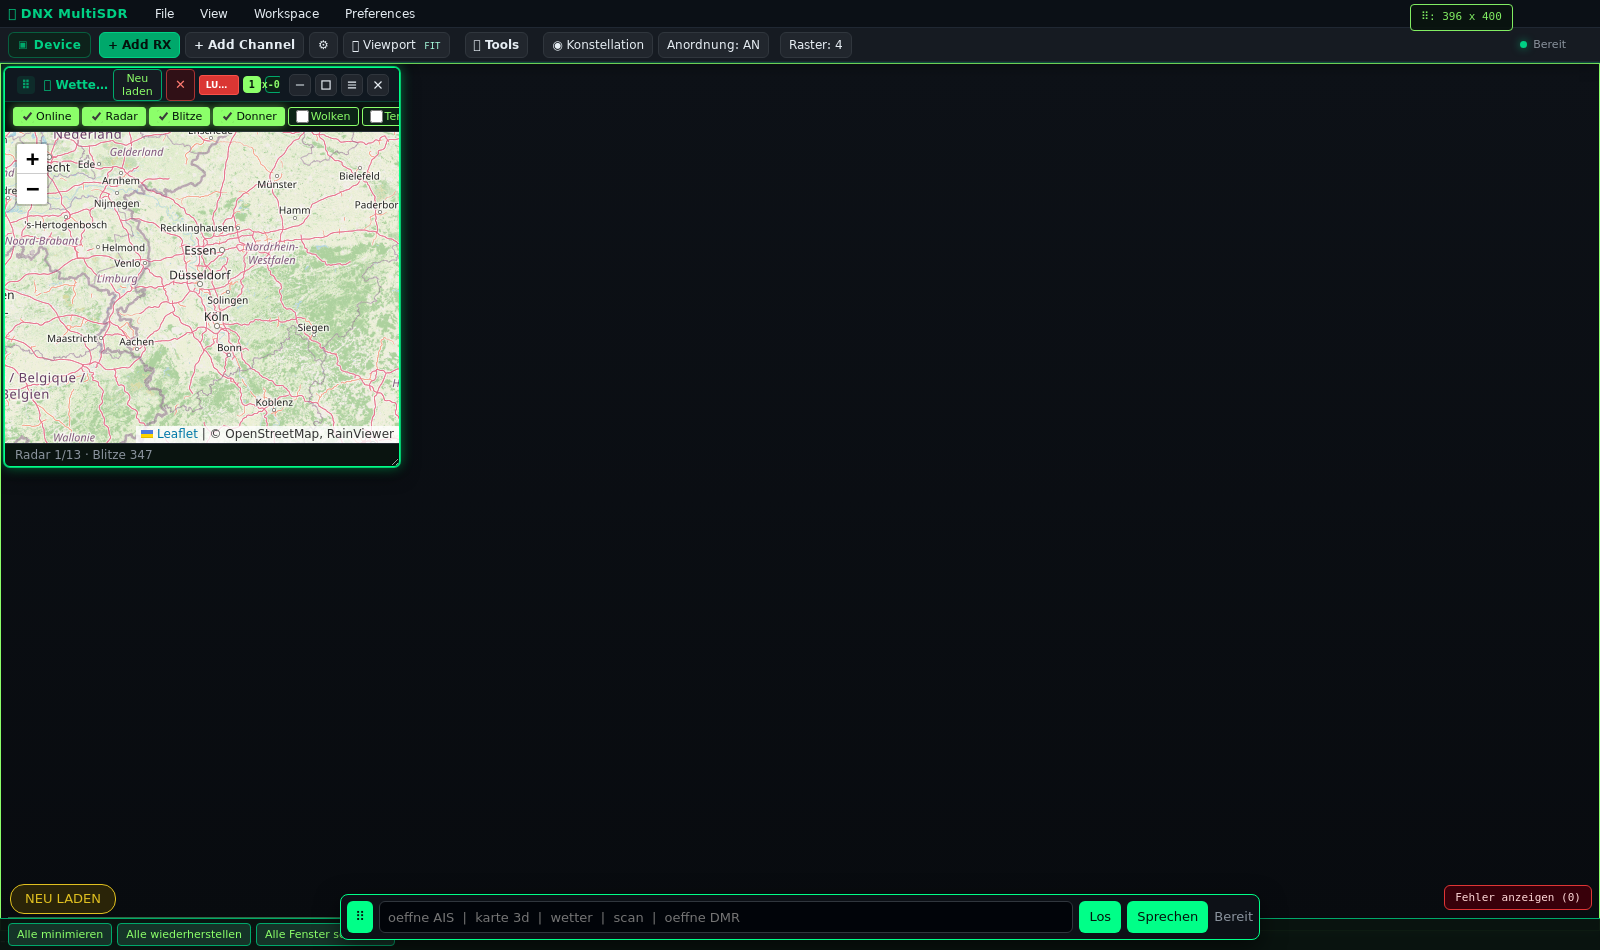 DNX MultiSDR File View Workspace Preferences
⠿: 396 x 400
Device + Add RX + Add Channel ⚙ Viewport FIT Tools ◉ Konstellation Anordnung: AN Raster: 4 Bereit
Wette... Neu laden ✕ LU... 1
✓ Online ✓ Radar ✓ Blitze ✓ Donner Wolken
Nederland
Gelderland
+
−
Ede
Arnhem
Münster
Bielefeld
Nijmegen
Hamm
Paderbor
's-Hertogenbosch
Recklinghausen
Noord-Brabant
Helmond
Essen
Nordrhein-
Westfalen
Venlo
Limburg
Düsseldorf
Solingen
Köln
Siegen
Maastricht
Aachen
Bonn
/ Belgique /
Belgien
Koblenz
Wallonie
Leaflet | © OpenStreetMap, RainViewer
Radar 1/13 · Blitze 347
NEU LADEN
Fehler anzeigen (0)
oeffne AIS | karte 3d | wetter | scan | oeffne DMR Los Sprechen Bereit
Alle minimieren Alle wiederherstellen Alle Fenster